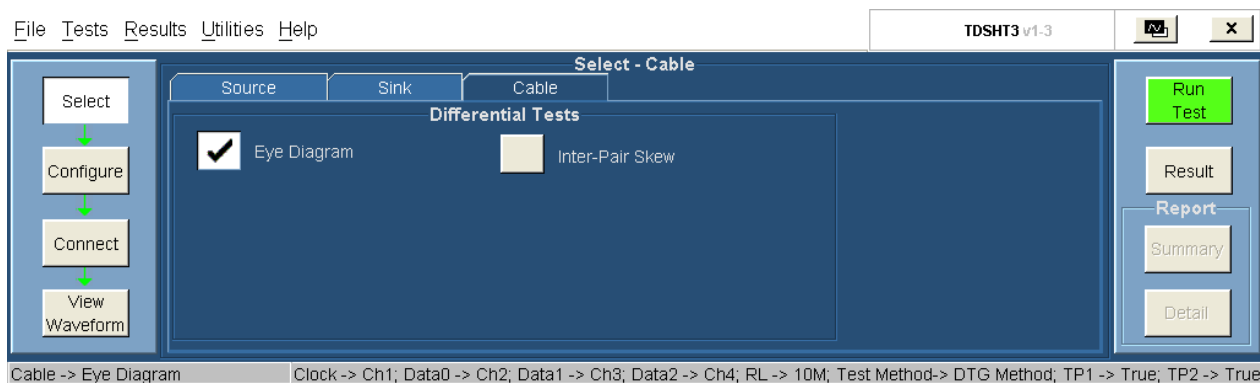 File Tests Results Utilities Help
TDSHT3 v1-3
x
Select - Cable
Source Sink Cable
Differential Tests
Eye Diagram
Inter-Pair Skew
Select
Configure
Connect
View
Waveform
Run
Test
Result
Report
Summary
Detail
Cable -> Eye Diagram
Clock -> Ch1; Data0 -> Ch2; Data1 -> Ch3; Data2 -> Ch4; RL -> 10M; Test Method-> DTG Method; TP1 -> True; TP2 -> True